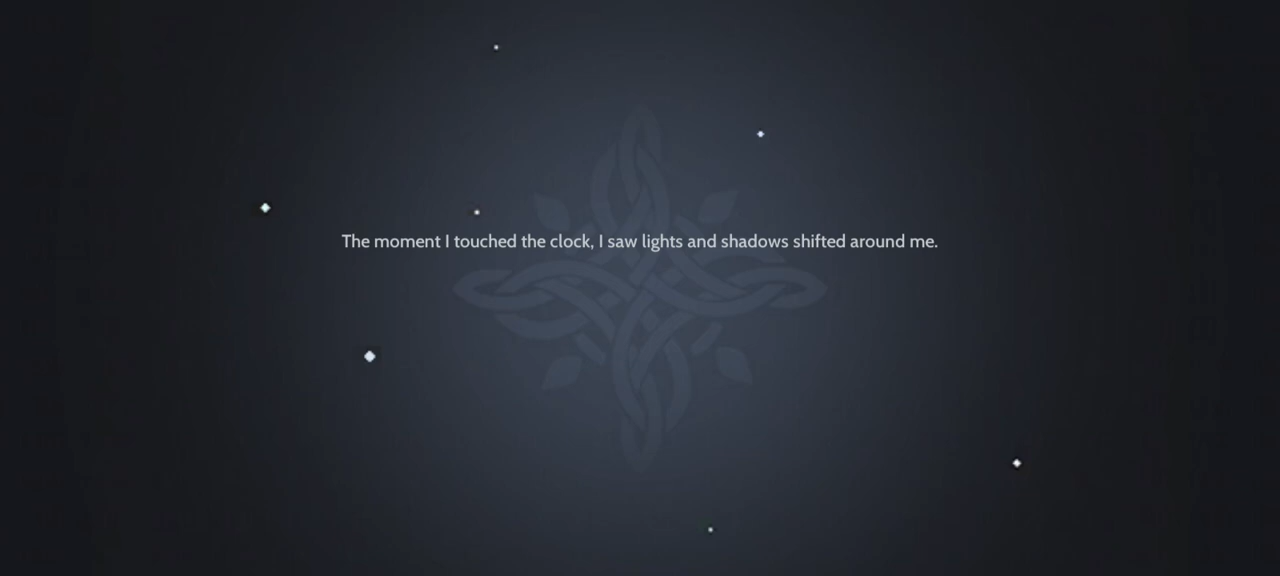 The moment I touched the clock, I saw lights and shadows shifted around me.